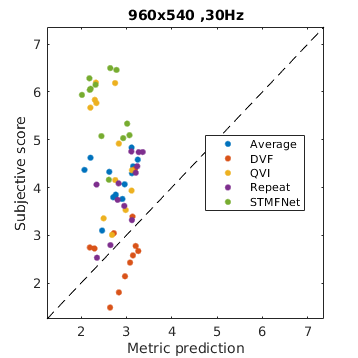 960x540 ,30Hz
Subjective score
7
6
5
4
3
2
Average
DVF
QVI
Repeat
STMFNet
2 3 4 5 6 7
Metric prediction